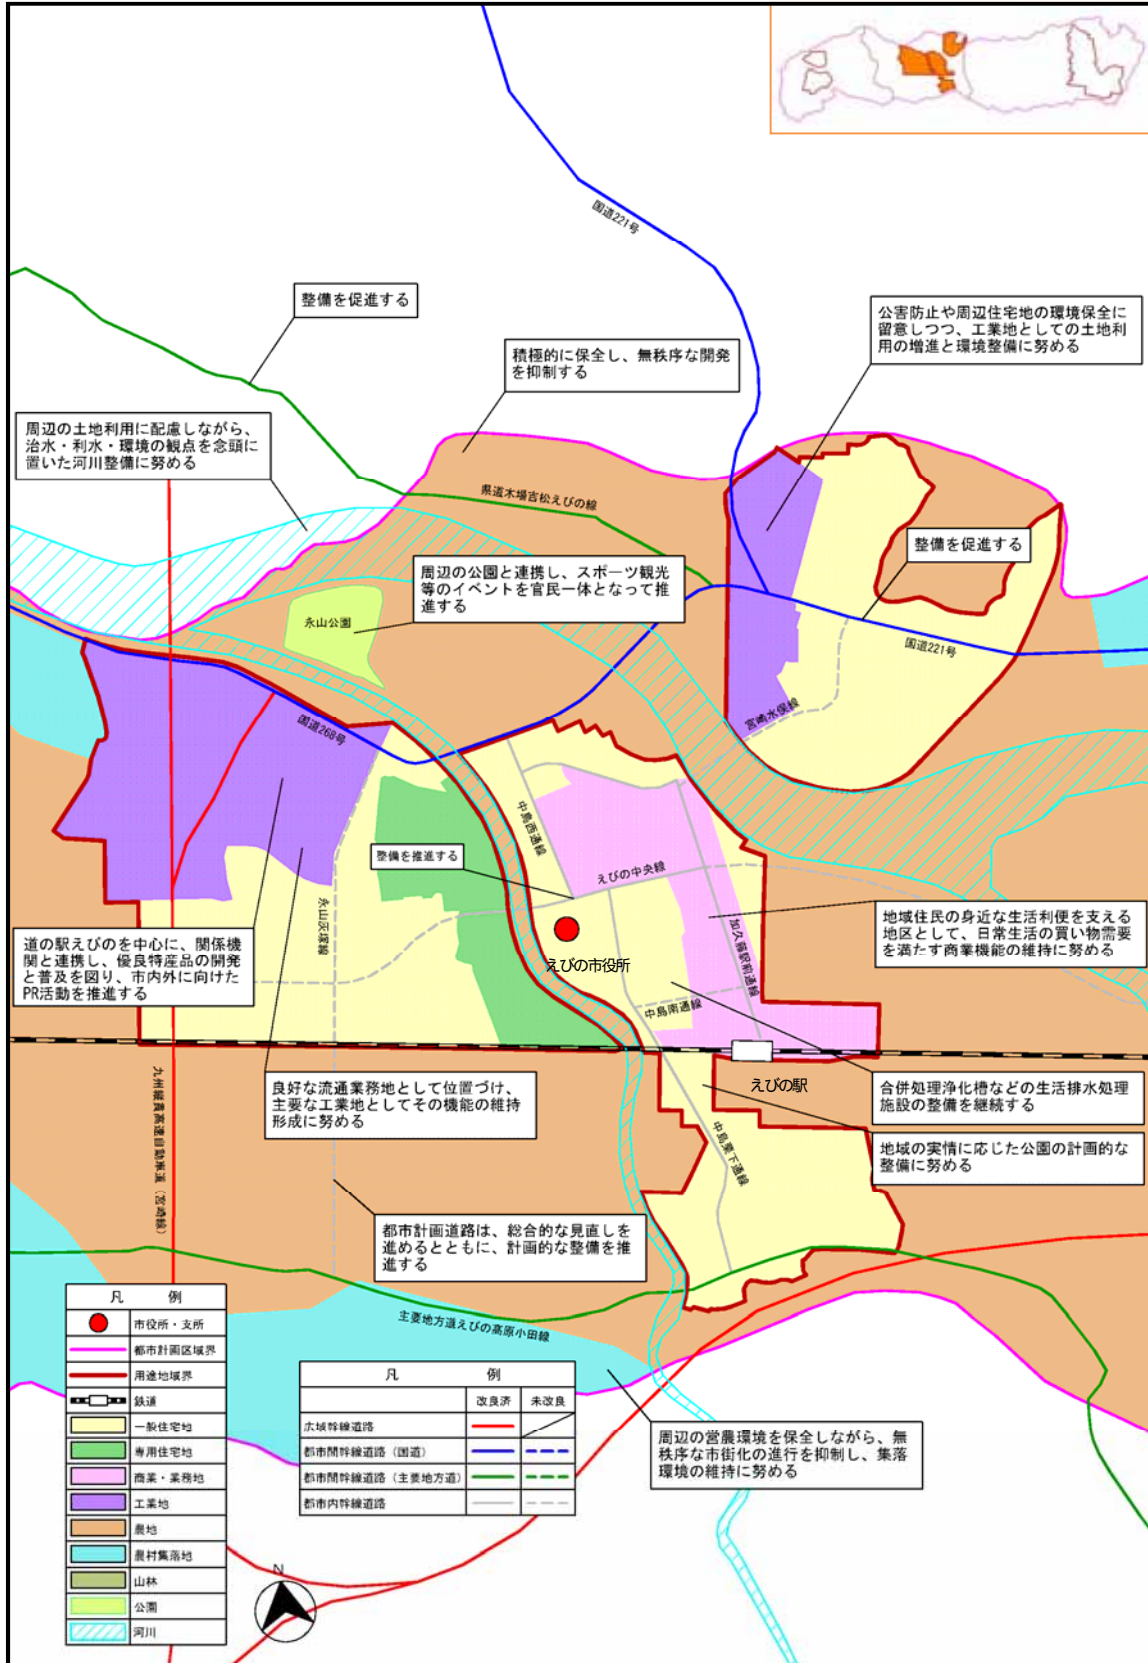 国道221号
整備を促進する
公害防止や周辺住宅地の環境保全に
留意しつつ、工業地としての土地利
用の増進と環境整備に努める
積極的に保全し、無秩序な開発
を抑制する
周辺の土地利用に配慮しながら、
治水・利水・環境の観点を念頭に
置いた河川整備に努める
県道木場吉松えびの線
整備を促進する
周辺の公園と連携し、スポーツ観光
等のイベントを官民一体となって推
進する
永山公園
国道221号
宮崎水俣線
国道268号
中島西通線
整備を推進する
えびの中央線
永山灰塚線
加久藤駅前通線
地域住民の身近な生活利便を支える
地区として、日常生活の買い物需要
を満たす商業機能の維持に努める
道の駅えびのを中心に、関係機
関と連携し、優良特産品の開発
と普及を図り、市内外に向けた
PR活動を推進する
えびの市役所
中島南通線
えびの駅
良好な流通業務地として位置づけ、
主要な工業地としてその機能の維持
形成に努める
合併処理浄化槽などの生活排水処理
施設の整備を継続する
九州縦貫高速自動車道(宮崎線)
中島栗下通線
地域の実情に応じた公園の計画的な
整備に努める
都市計画道路は、総合的な見直しを
進めるとともに、計画的な整備を推
進する
主要地方道えびの高原小田線
凡 例
市役所・支所
都市計画区域界
用途地域界
鉄道
一般住宅地
専用住宅地
商業・業務地
工業地
農地
農村集落地
山林
公園
河川
凡 例
改良済 未改良
広域幹線道路
都市間幹線道路(国道)
都市間幹線道路(主要地方道)
都市内幹線道路
周辺の営農環境を保全しながら、無
秩序な市街化の進行を抑制し、集落
環境の維持に努める
N